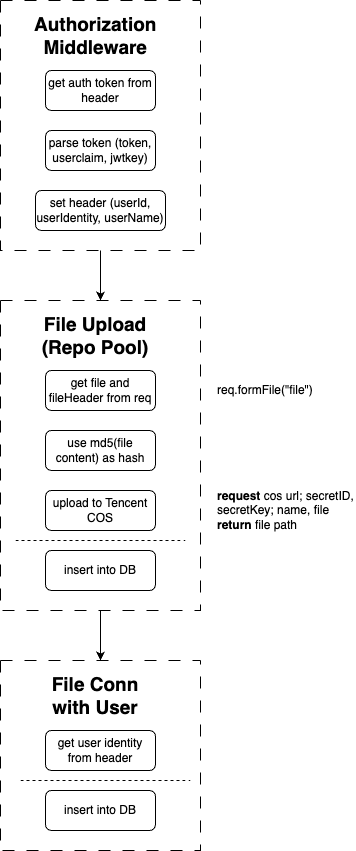 Authorization
Middleware
get auth token from
header
parse token (token,
userclaim, jwtkey)
set header (userId,
userIdentity, userName)
File Upload
(Repo Pool)
get file and
fileHeader from req
req.formFile("file")
use md5(file
content) as hash
upload to Tencent
COS
request cos url; secretID,
secretKey; name, file
return file path
insert into DB
File Conn
with User
get user identity
from header
insert into DB